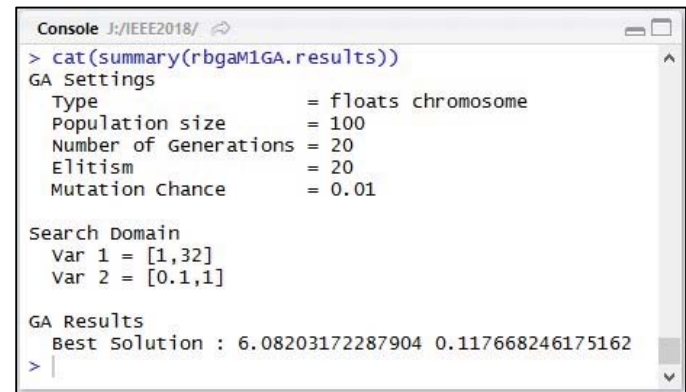 Console J:/IEEE2018/
> cat(summary(rbgaM1GA.results))
GA Settings
Type = floats chromosome
Population size = 100
Number of Generations = 20
Elitism = 20
Mutation Chance = 0.01
Search Domain
Var 1 = [1,32]
Var 2 = [0.1,1]
GA Results
Best Solution : 6.08203172287904 0.117668246175162
>